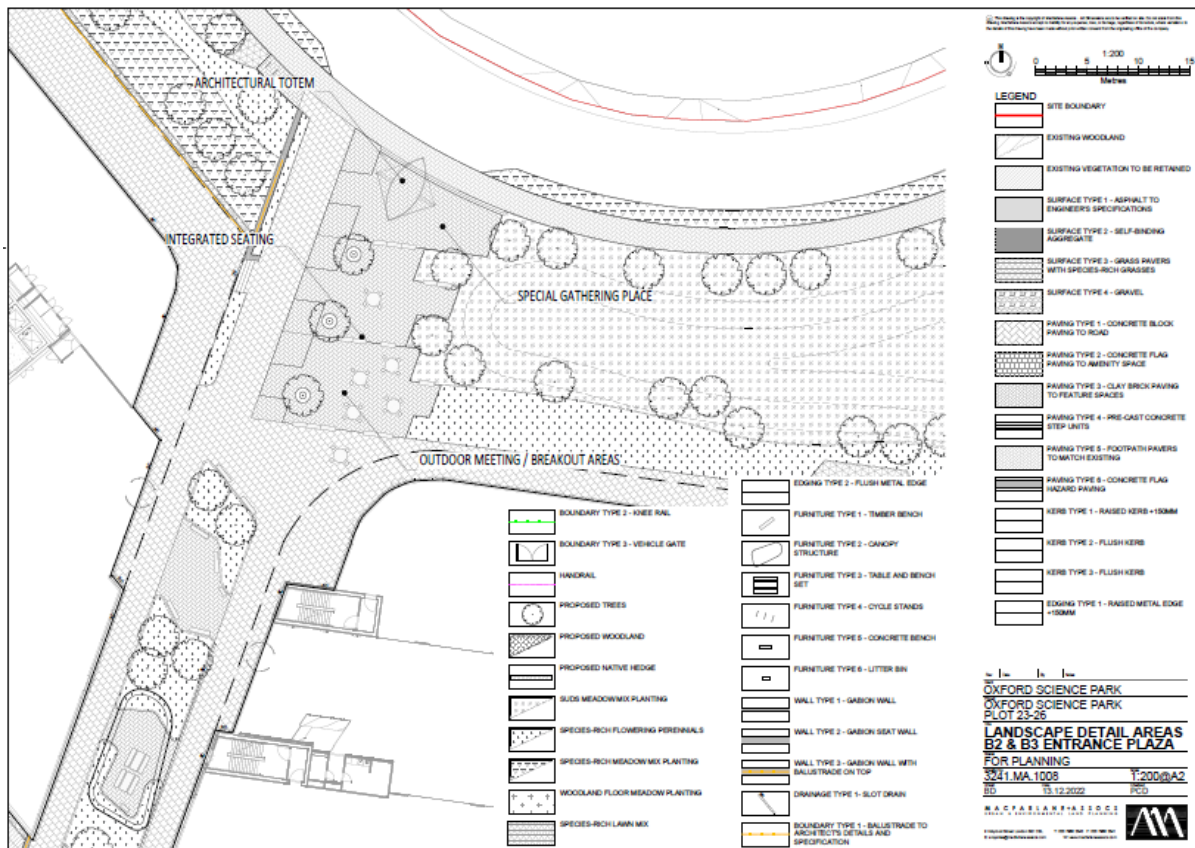 ARCHITECTURAL TOTEM
INTEGRATED SEATING
SPECIAL GATHERING PLACE
OUTDOOR MEETING / BREAKOUT AREAS
N
1:200
0 5 10 15
Metres
LEGEND
SITE BOUNDARY
EXISTING WOODLAND
EXISTING VEGETATION TO BE RETAINED
SURFACE TYPE 1 - ASPHALT TO
ENGINEER'S SPECIFICATIONS
SURFACE TYPE 2 - SELF-BINDING
AGGREGATE
SURFACE TYPE 3 - GRASS PAVERS
WITH SPECIES-RICH GRASSES
SURFACE TYPE 4 - GRAVEL
PAVING TYPE 1 - CONCRETE BLOCK
PAVING TO ROAD
PAVING TYPE 2 - CONCRETE FLAG
PAVING TO AMENITY SPACE
PAVING TYPE 3 - CLAY BRICK PAVING
TO FEATURE SPACES
PAVING TYPE 4 - PRE-CAST CONCRETE
STEP UNITS
PAVING TYPE 5 - FOOTPATH PAVERS
TO MATCH EXISTING
PAVING TYPE 6 - CONCRETE FLAG
HAZARD PAVING
KERB TYPE 1 - RAISED KERB +150MM
KERB TYPE 2 - FLUSH KERB
KERB TYPE 3 - FLUSH KERB
EDGING TYPE 1 - RAISED METAL EDGE
+150MM
EDGING TYPE 2 - FLUSH METAL EDGE
FURNITURE TYPE 1 - TIMBER BENCH
FURNITURE TYPE 2 - CANOPY
STRUCTURE
FURNITURE TYPE 3 - TABLE AND BENCH
SET
FURNITURE TYPE 4 - CYCLE STANDS
FURNITURE TYPE 5 - CONCRETE BENCH
FURNITURE TYPE 6 - LITTER BIN
WALL TYPE 1 - GABION WALL
WALL TYPE 2 - GABION SEAT WALL
WALL TYPE 3 - GABION WALL WITH
BALUSTRADE ON TOP
DRAINAGE TYPE 1- SLOT DRAIN
BOUNDARY TYPE 1 - BALUSTRADE TO
ARCHITECT'S DETAILS AND
SPECIFICATION
BOUNDARY TYPE 2 - KNEE RAIL
BOUNDARY TYPE 3 - VEHICLE GATE
HANDRAIL
PROPOSED TREES
PROPOSED WOODLAND
PROPOSED NATIVE HEDGE
SUDS MEADOW MIX PLANTING
SPECIES-RICH FLOWERING PERENNIALS
SPECIES-RICH MEADOW MIX PLANTING
WOODLAND FLOOR MEADOW PLANTING
SPECIES-RICH LAWN MIX
OXFORD SCIENCE PARK
OXFORD SCIENCE PARK
PLOT 23-26
LANDSCAPE DETAIL AREAS
B2 & B3 ENTRANCE PLAZA
FOR PLANNING
3241.MA.1008 1:200@A2
BD 13.12.2022 PCD
MACFARLANE+ASSOCS
URBAN & ENVIRONMENTAL LAND PLANNING